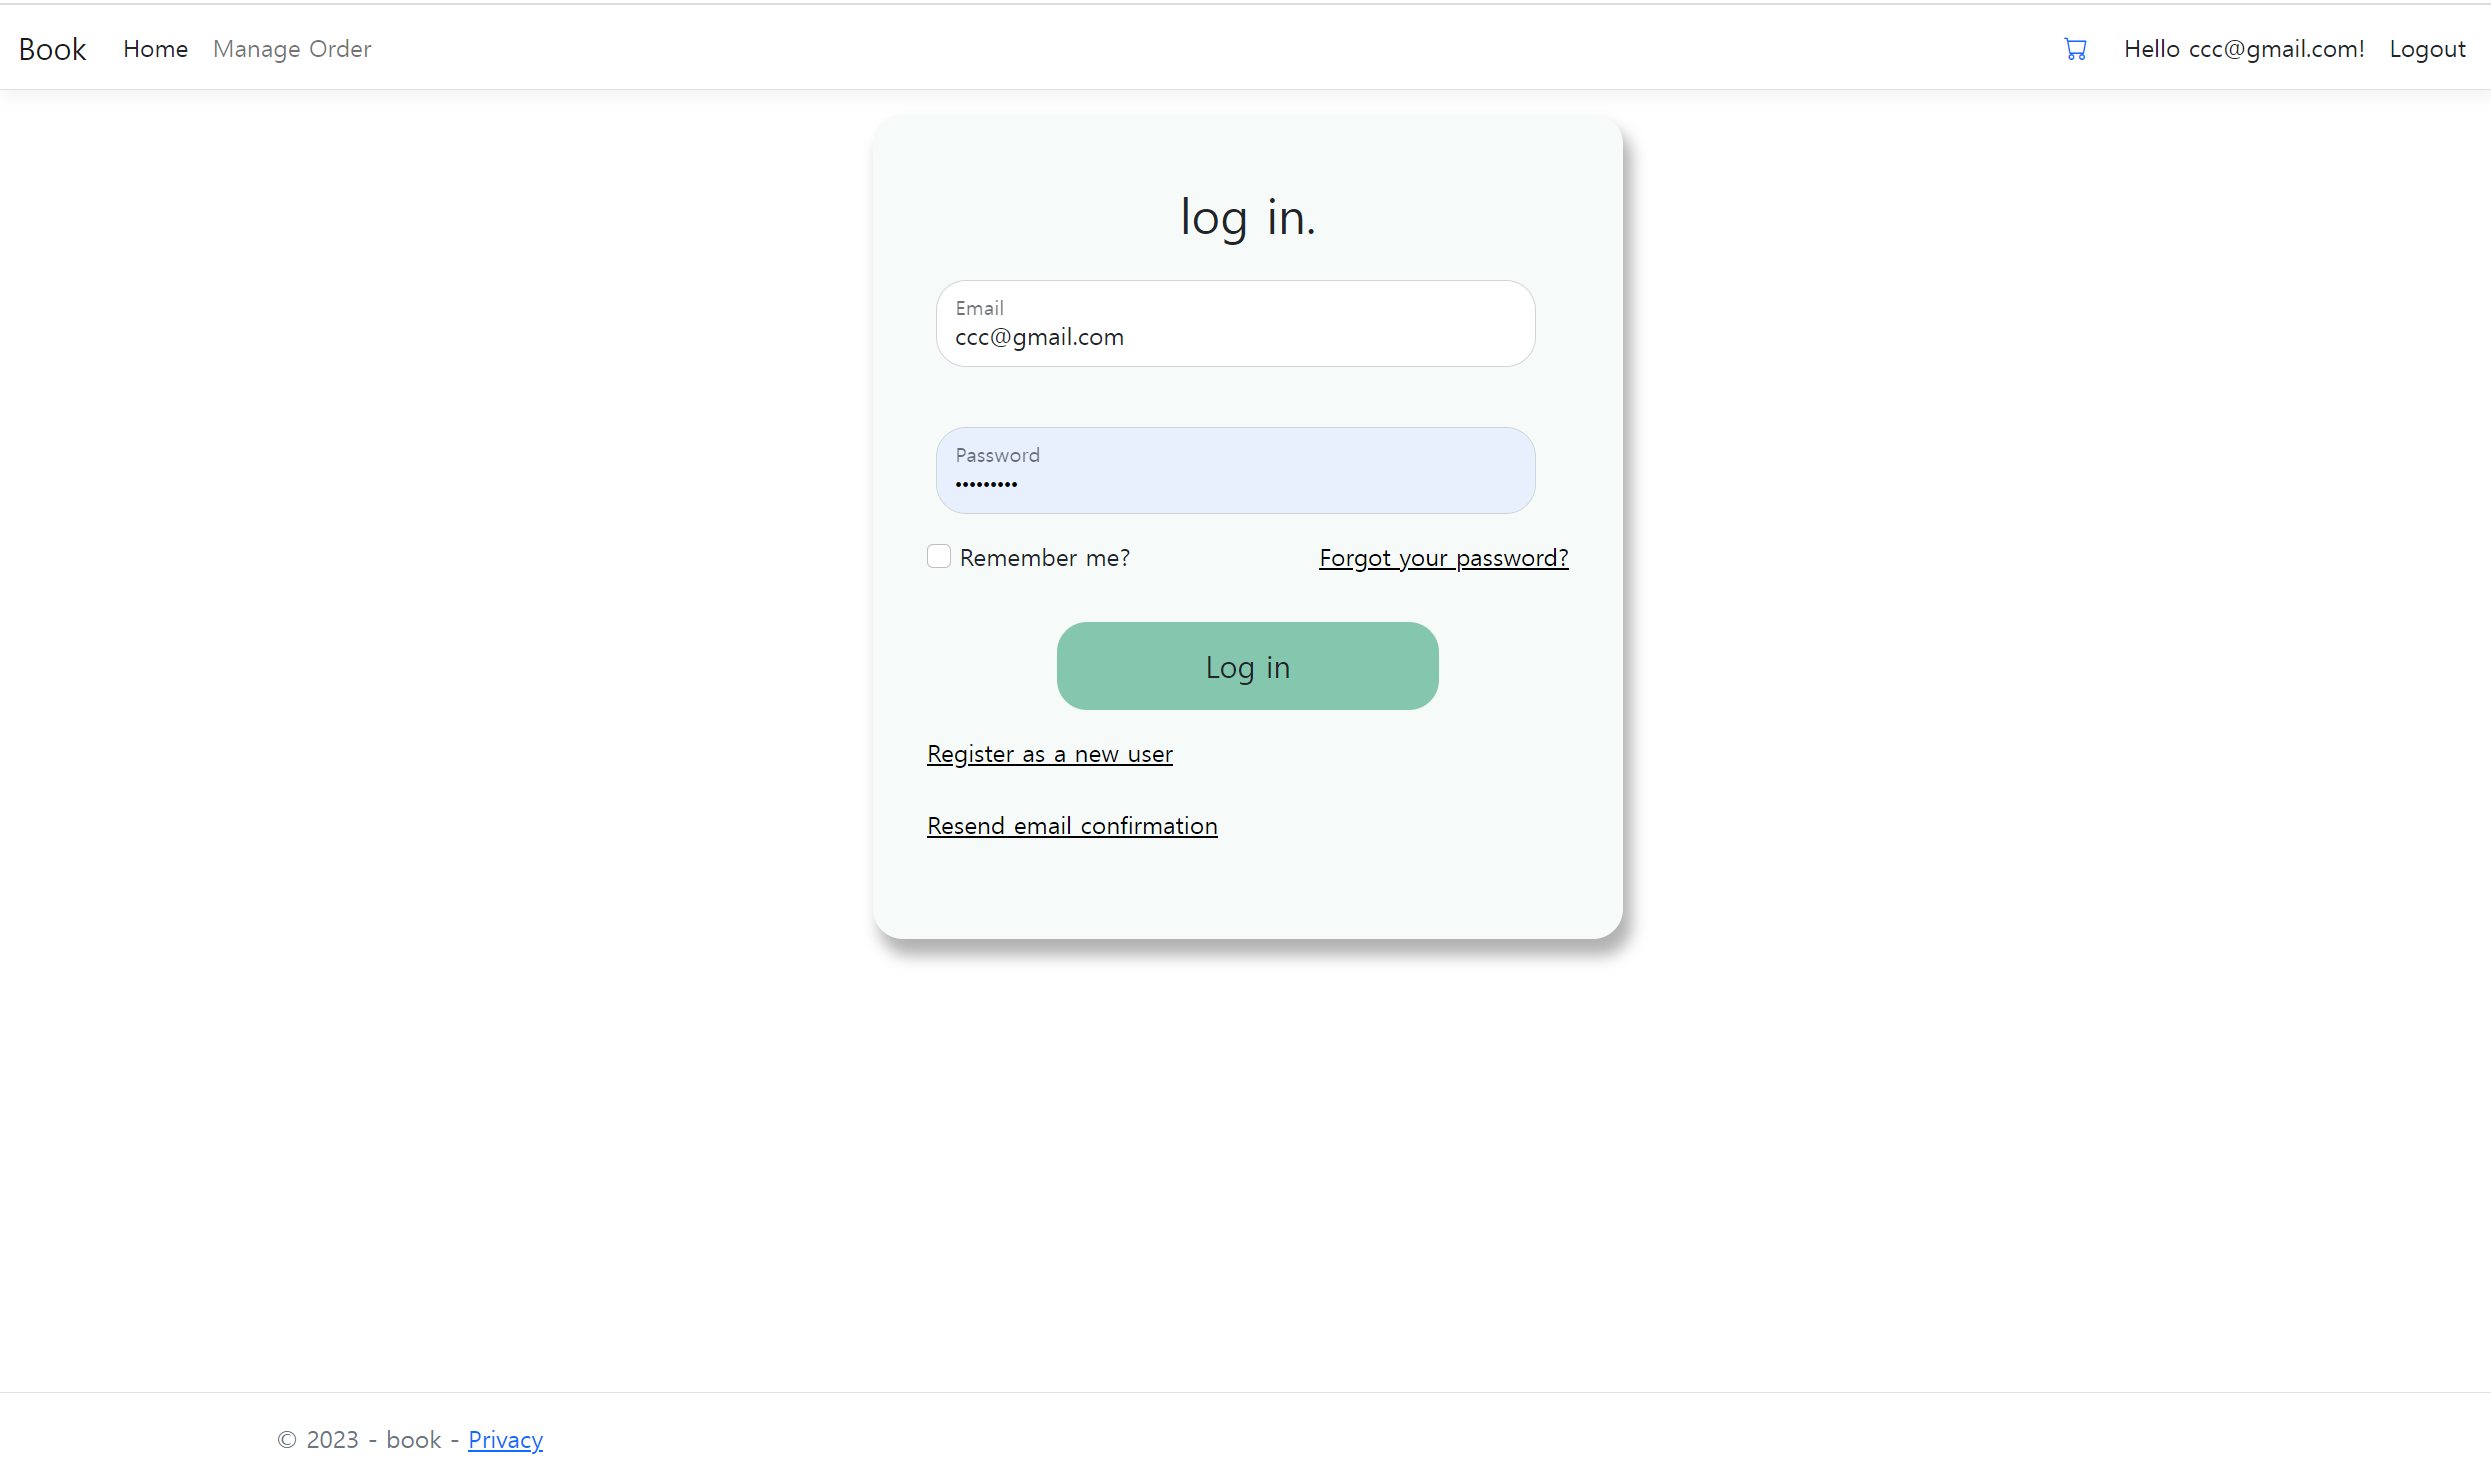 Book Home Manage Order Hello ccc@gmail.com! Logout
log in.
Email
ccc@gmail.com
Password
•••••••••
Remember me? Forgot your password?
Log in
Register as a new user
Resend email confirmation
© 2023 - book - Privacy